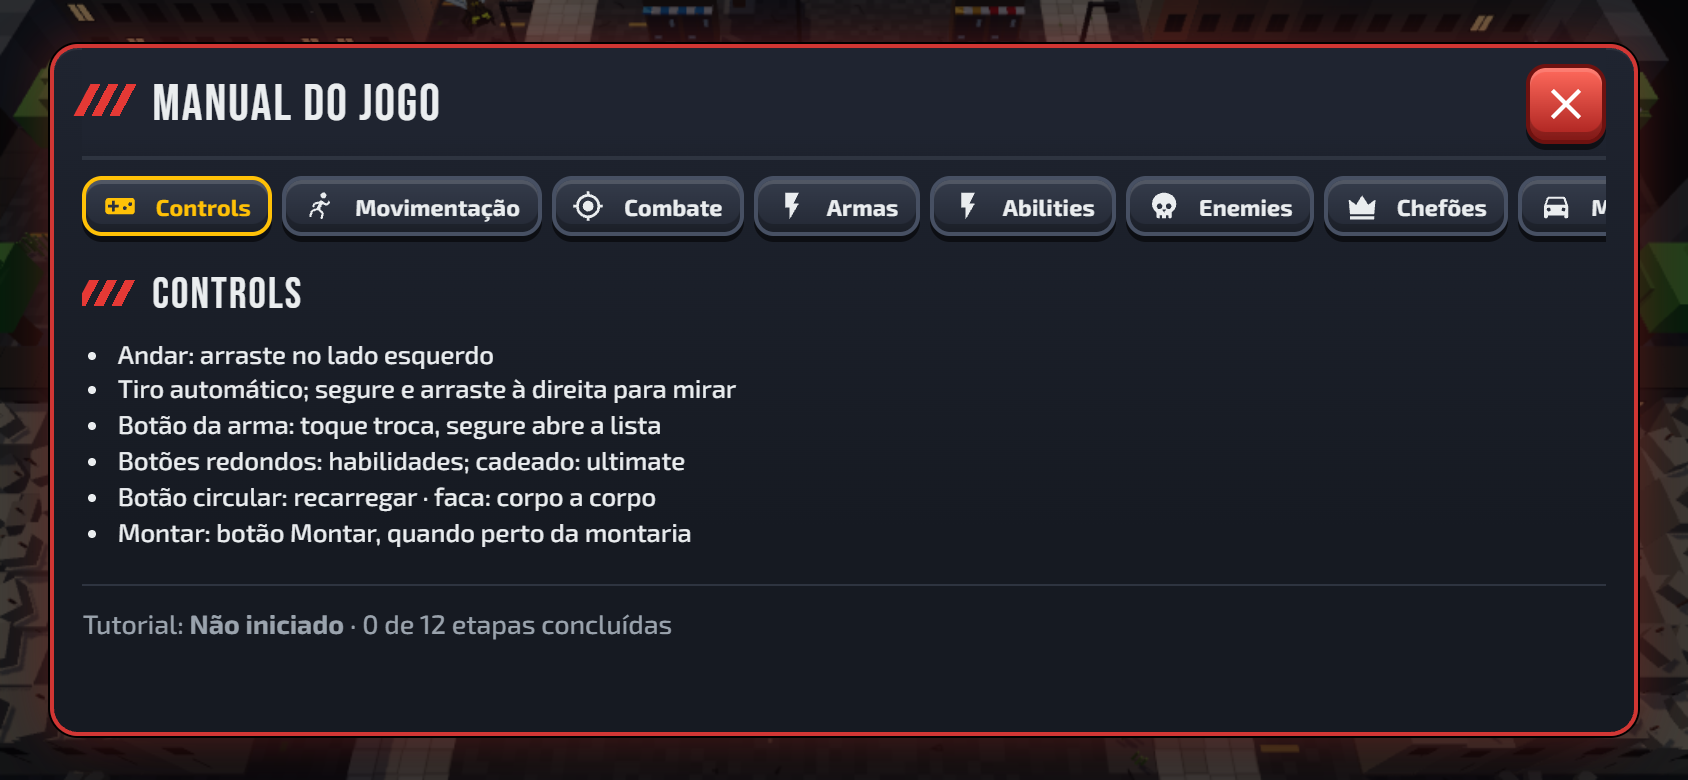 MANUAL DO JOGO
Controls Movimentação Combate Armas Abilities Enemies Chefões M
CONTROLS
• Andar: arraste no lado esquerdo
• Tiro automático; segure e arraste à direita para mirar
• Botão da arma: toque troca, segure abre a lista
• Botões redondos: habilidades; cadeado: ultimate
• Botão circular: recarregar · faca: corpo a corpo
• Montar: botão Montar, quando perto da montaria
Tutorial: Não iniciado · 0 de 12 etapas concluídas